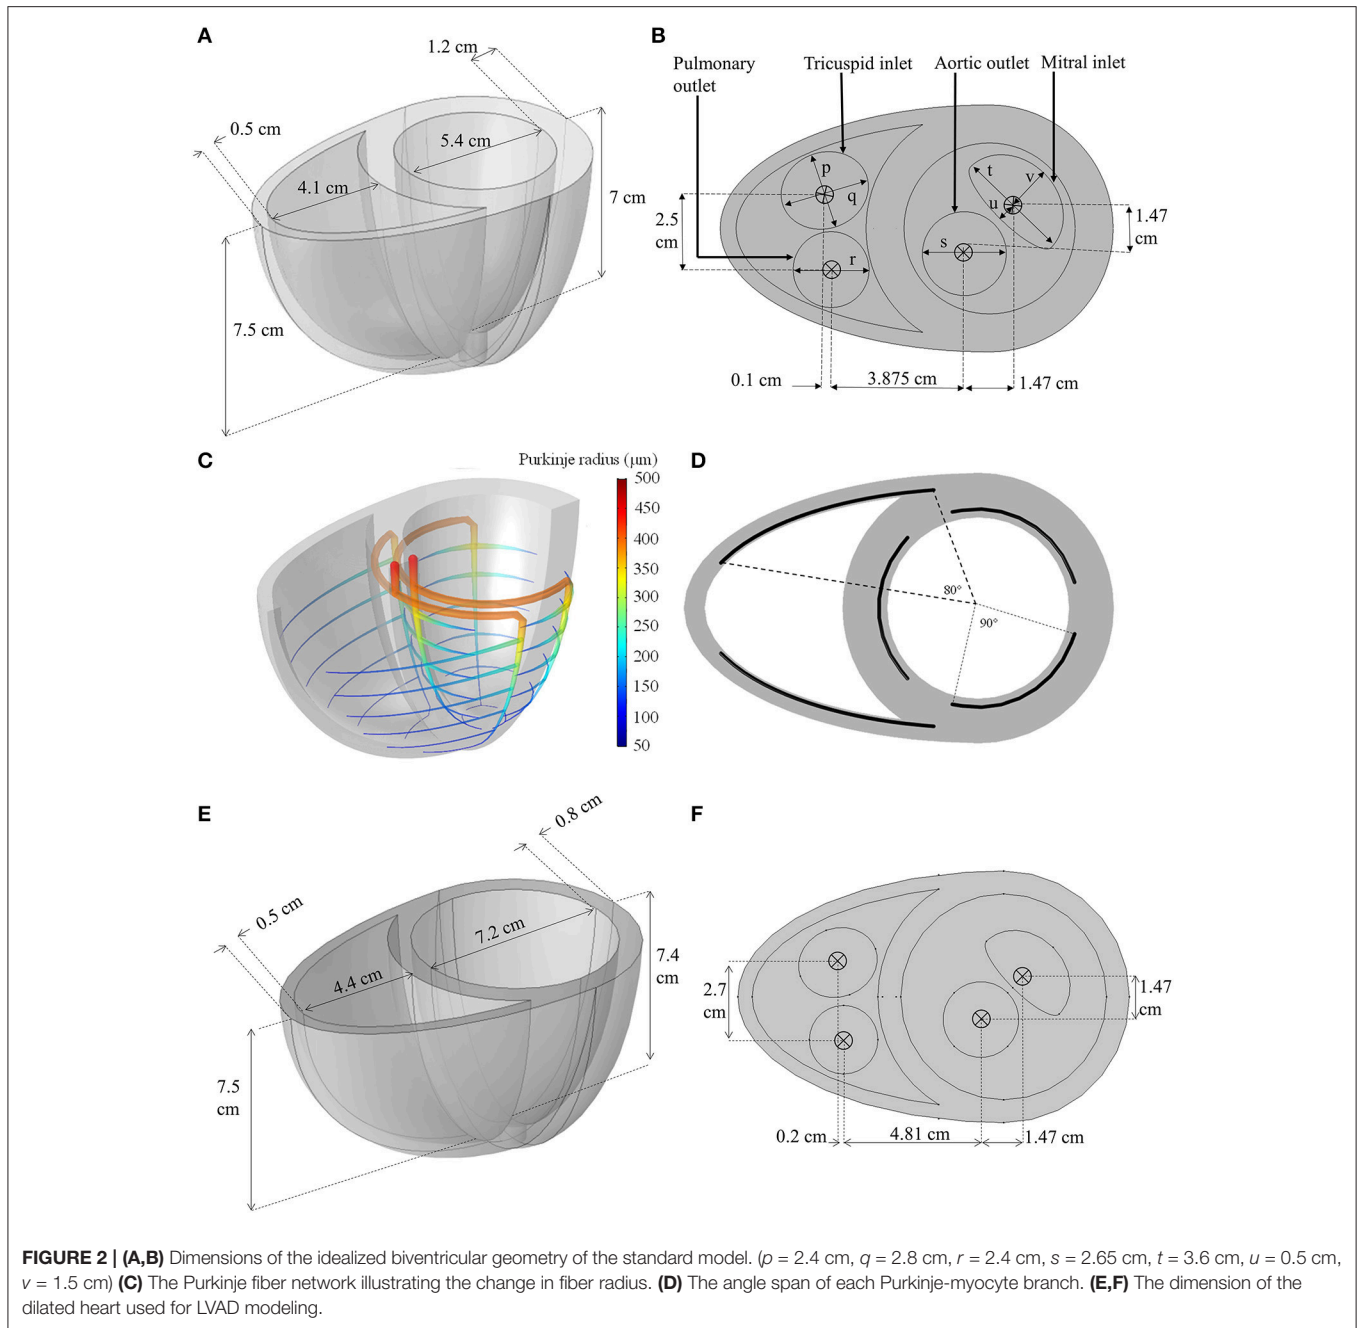 A
1.2 cm
0.5 cm
5.4 cm
4.1 cm
7 cm
7.5 cm
B
Pulmonary
outlet
Tricuspid inlet
Aortic outlet
Mitral inlet
p
q
r
s
t
u
v
2.5
cm
1.47
cm
0.1 cm
3.875 cm
1.47 cm
C
Purkinje radius (μm)
500
450
400
350
300
250
200
150
100
50
D
80°
90°
E
0.8 cm
0.5 cm
7.2 cm
4.4 cm
7.4
cm
7.5
cm
F
2.7
cm
1.47
cm
0.2 cm
4.81 cm
1.47 cm
FIGURE 2 | (A,B) Dimensions of the idealized biventricular geometry of the standard model. (p = 2.4 cm, q = 2.8 cm, r = 2.4 cm, s = 2.65 cm, t = 3.6 cm, u = 0.5 cm,
v = 1.5 cm) (C) The Purkinje fiber network illustrating the change in fiber radius. (D) The angle span of each Purkinje-myocyte branch. (E,F) The dimension of the
dilated heart used for LVAD modeling.